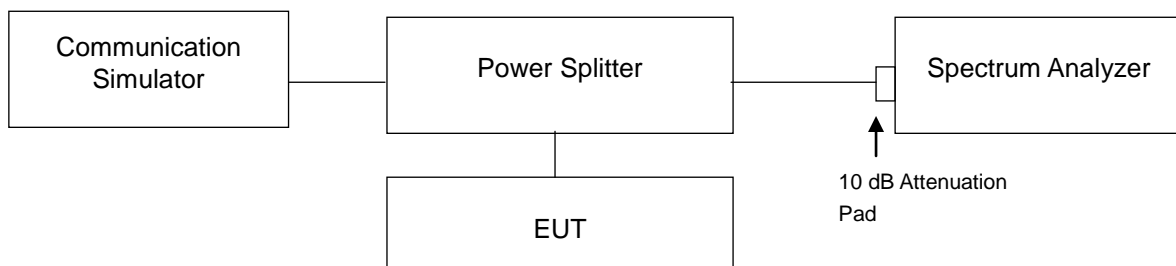 Communication
Simulator
Power Splitter
Spectrum Analyzer
10 dB Attenuation
Pad
EUT